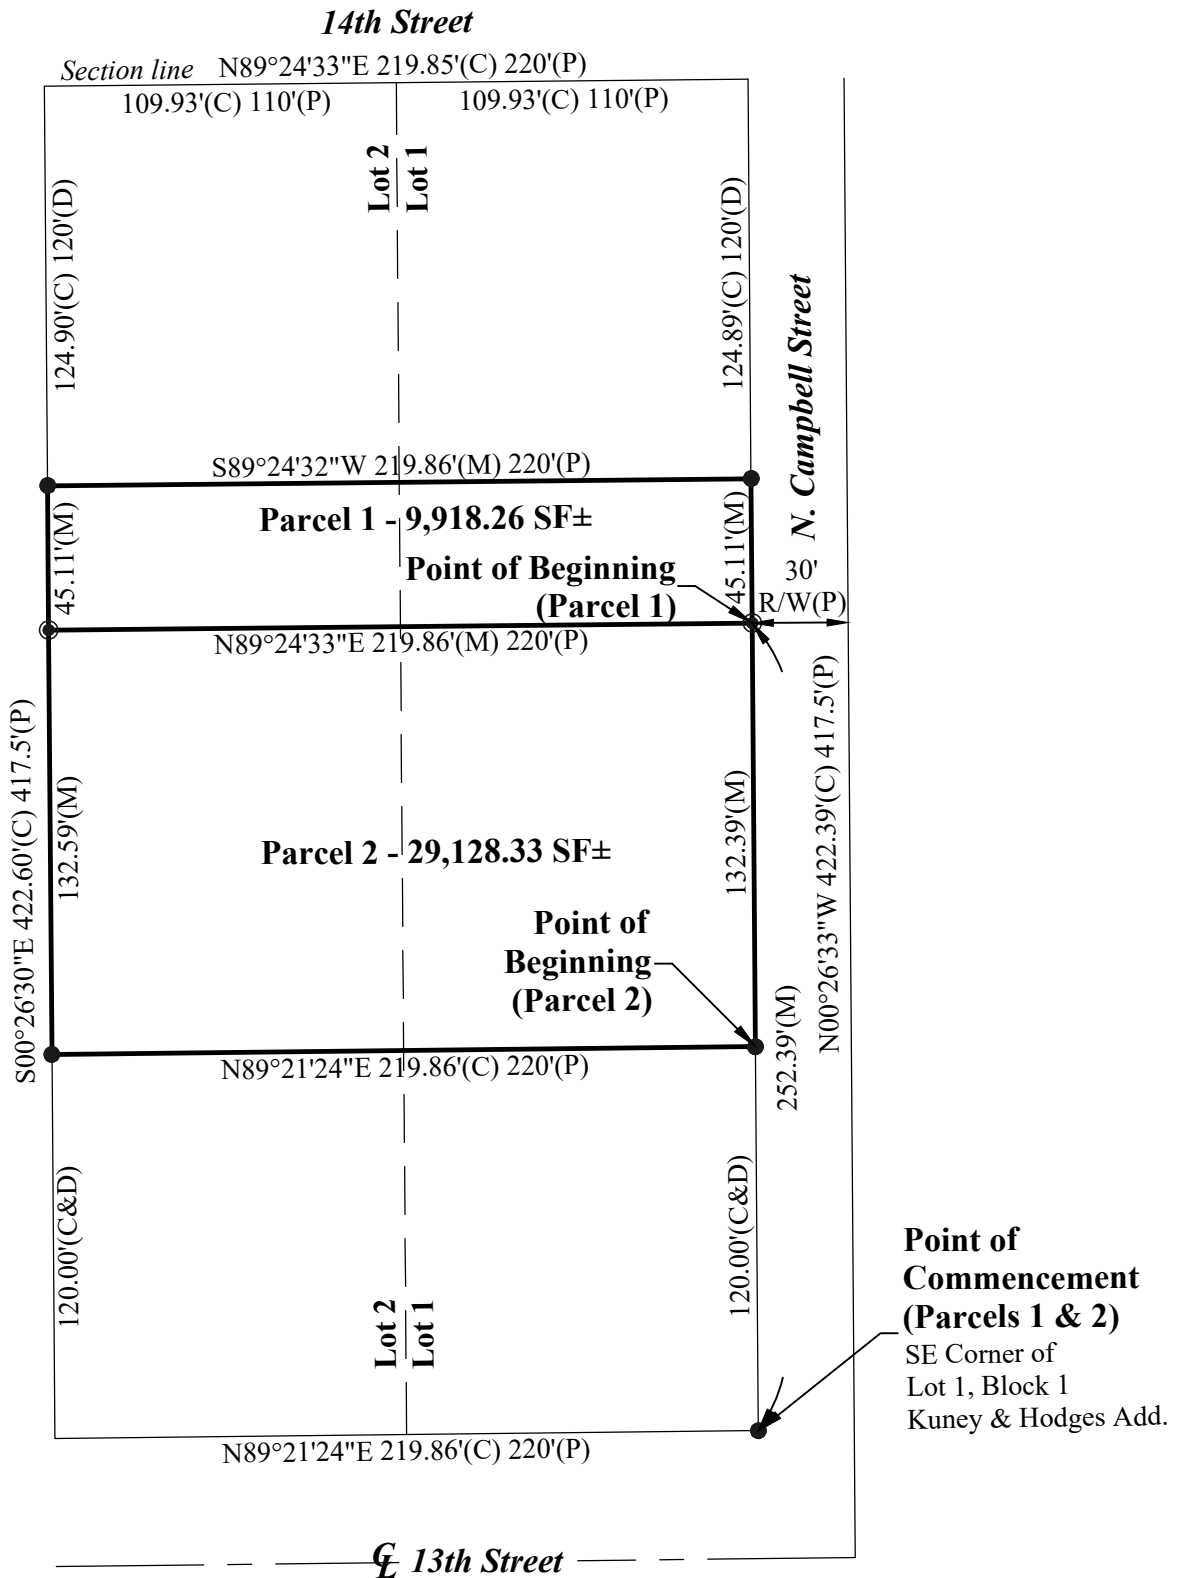 14th Street
Section line N89°24'33"E 219.85'(C) 220'(P)
109.93'(C) 110'(P)
109.93'(C) 110'(P)
Lot 2
Lot 1
124.90'(C) 120'(D)
124.89'(C) 120'(D)
N. Campbell Street
S89°24'32"W 219.86'(M) 220'(P)
45.11'(M)
Parcel 1 - 9,918.26 SF±
45.11'(M)
Point of Beginning
(Parcel 1)
30'
R/W(P)
N89°24'33"E 219.86'(M) 220'(P)
S00°26'30"E 422.60'(C) 417.5'(P)
132.59'(M)
Parcel 2 - 29,128.33 SF±
132.39'(M)
N00°26'33"W 422.39'(C) 417.5'(P)
Point of
Beginning
(Parcel 2)
252.39'(M)
N89°21'24"E 219.86'(C) 220'(P)
120.00'(C&D)
120.00'(C&D)
Lot 2
Lot 1
Point of
Commencement
(Parcels 1 & 2)
SE Corner of
Lot 1, Block 1
Kuney & Hodges Add.
N89°21'24"E 219.86'(C) 220'(P)
℄ 13th Street